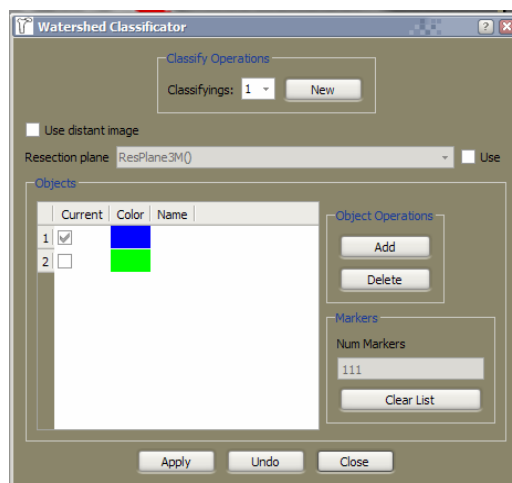 Watershed Classificator
Classify Operations
Classifyings: 1 New
Use distant image
Resection plane ResPlane3M() Use
Objects
Current Color Name
1
2
Object Operations
Add
Delete
Markers
Num Markers
111
Clear List
Apply Undo Close